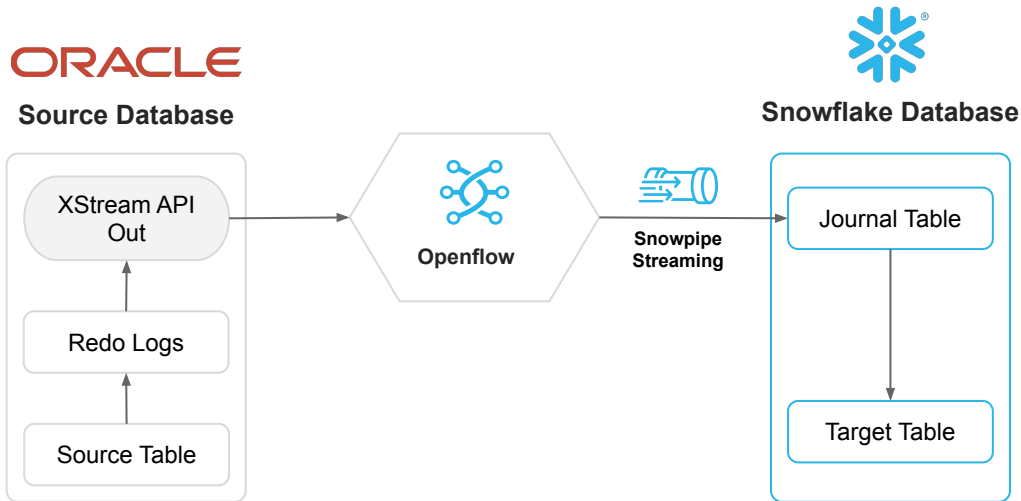 ORACLE
Source Database
XStream API
Out
Redo Logs
Source Table
Openflow
Snowpipe
Streaming
®
Snowflake Database
Journal Table
Target Table